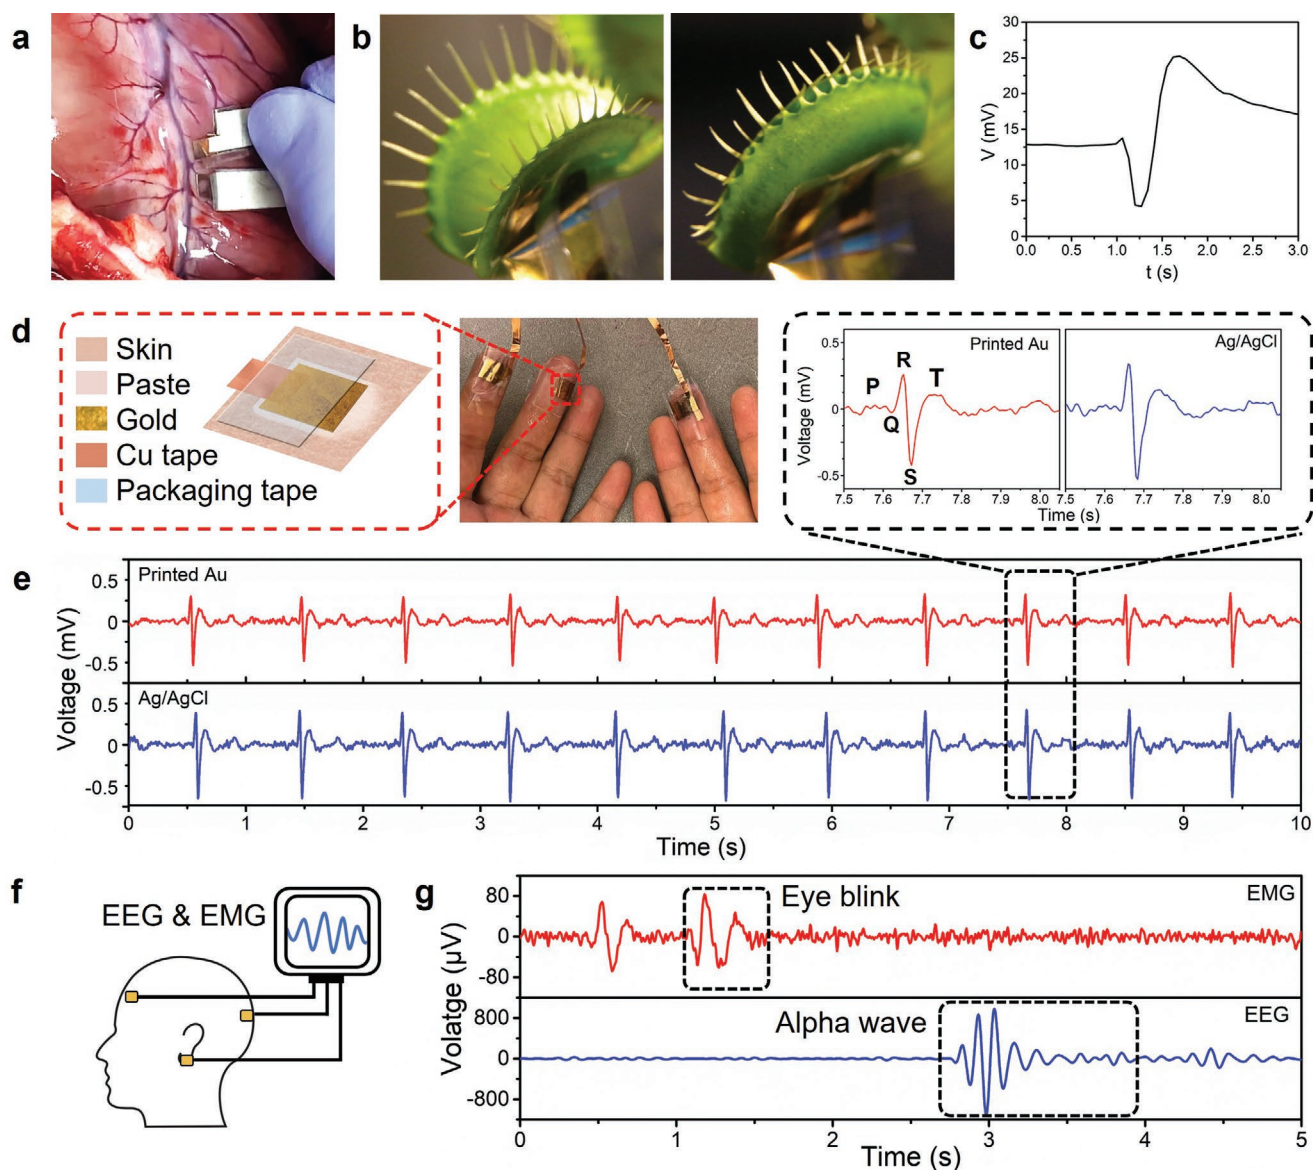 a
b
c
30
25
20
15
10
5
0
V (mV)
0.0 0.5 1.0 1.5 2.0 2.5 3.0
t (s)
d
Skin
Paste
Gold
Cu tape
Packaging tape
Printed Au
Ag/AgCl
P
Q
R
S
T
0.5
0
-0.5
Voltage (mV)
7.5 7.6 7.7 7.8 7.9 8.0
7.5 7.6 7.7 7.8 7.9 8.0
Time (s)
e
Printed Au
0.5
0
-0.5
Ag/AgCl
0.5
0
-0.5
Voltage (mV)
0 1 2 3 4 5 6 7 8 9 10
Time (s)
f
EEG & EMG
g
Eye blink
EMG
80
0
-80
Alpha wave
EEG
800
0
-800
Volatge (μV)
0 1 2 3 4 5
Time (s)